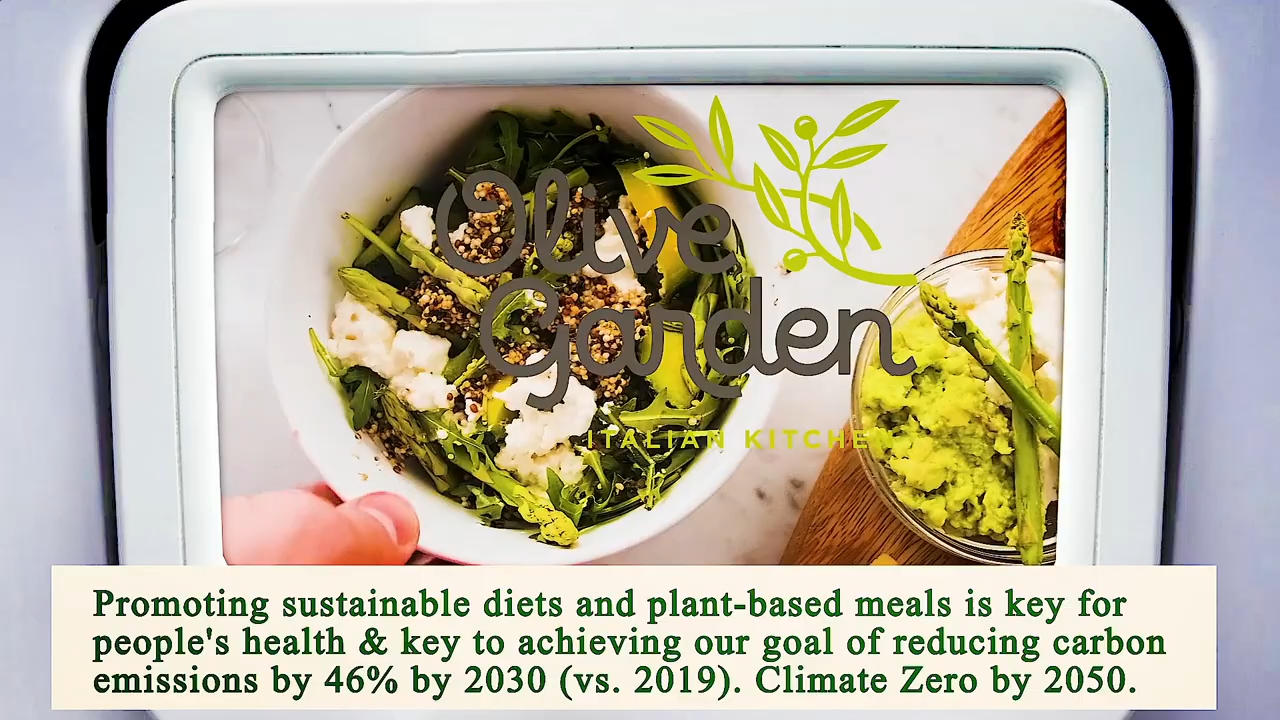 Olive
Garden
ITALIAN KITCHEN
Promoting sustainable diets and plant-based meals is key for
people's health & key to achieving our goal of reducing carbon
emissions by 46% by 2030 (vs. 2019). Climate Zero by 2050.